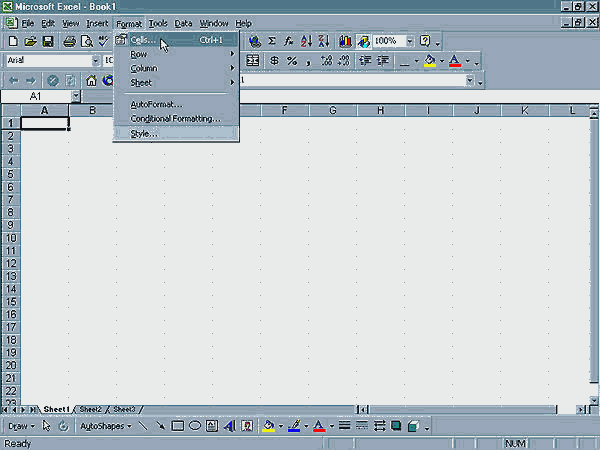 Microsoft Excel - Book1
File Edit View Insert Format Tools Data Window Help
Cells... Ctrl+1
100%
Arial
$ % ,
Row
Column
Sheet
AutoFormat...
Conditional Formatting...
Style...
A1
A B F G H I J K L
1
2
3
4
5
6
7
8
9
10
11
12
13
14
15
16
17
18
19
20
21
22
23
Sheet1 Sheet2 Sheet3
Draw AutoShapes
Ready NUM